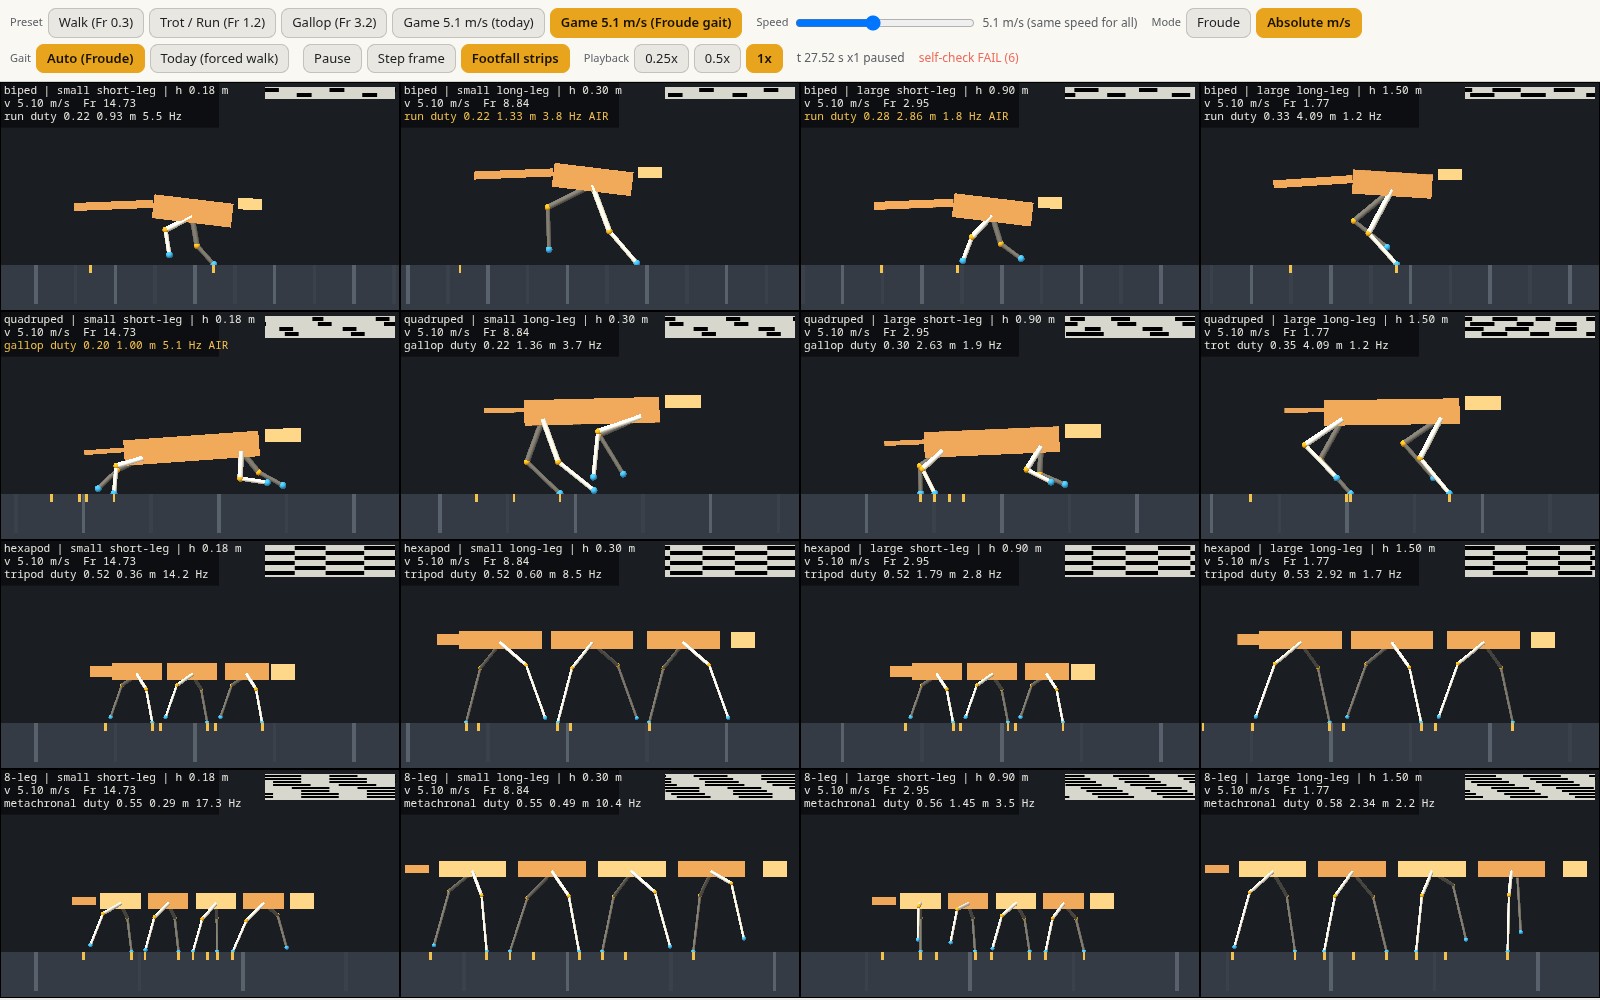 Preset Walk (Fr 0.3) Trot / Run (Fr 1.2) Gallop (Fr 3.2) Game 5.1 m/s (today) Game 5.1 m/s (Froude gait) Speed 5.1 m/s (same speed for all) Mode Froude Absolute m/s
Gait Auto (Froude) Today (forced walk) Pause Step frame Footfall strips Playback 0.25x 0.5x 1x t 27.52 s x1 paused self-check FAIL (6)
biped | small short-leg | h 0.18 m
v 5.10 m/s Fr 14.73
run duty 0.22 0.93 m 5.5 Hz
biped | small long-leg | h 0.30 m
v 5.10 m/s Fr 8.84
run duty 0.22 1.33 m 3.8 Hz AIR
biped | large short-leg | h 0.90 m
v 5.10 m/s Fr 2.95
run duty 0.28 2.86 m 1.8 Hz AIR
biped | large long-leg | h 1.50 m
v 5.10 m/s Fr 1.77
run duty 0.33 4.09 m 1.2 Hz
quadruped | small short-leg | h 0.18 m
v 5.10 m/s Fr 14.73
gallop duty 0.20 1.00 m 5.1 Hz AIR
quadruped | small long-leg | h 0.30 m
v 5.10 m/s Fr 8.84
gallop duty 0.22 1.36 m 3.7 Hz
quadruped | large short-leg | h 0.90 m
v 5.10 m/s Fr 2.95
gallop duty 0.30 2.63 m 1.9 Hz
quadruped | large long-leg | h 1.50 m
v 5.10 m/s Fr 1.77
trot duty 0.35 4.09 m 1.2 Hz
hexapod | small short-leg | h 0.18 m
v 5.10 m/s Fr 14.73
tripod duty 0.52 0.36 m 14.2 Hz
hexapod | small long-leg | h 0.30 m
v 5.10 m/s Fr 8.84
tripod duty 0.52 0.60 m 8.5 Hz
hexapod | large short-leg | h 0.90 m
v 5.10 m/s Fr 2.95
tripod duty 0.52 1.79 m 2.8 Hz
hexapod | large long-leg | h 1.50 m
v 5.10 m/s Fr 1.77
tripod duty 0.53 2.92 m 1.7 Hz
8-leg | small short-leg | h 0.18 m
v 5.10 m/s Fr 14.73
metachronal duty 0.55 0.29 m 17.3 Hz
8-leg | small long-leg | h 0.30 m
v 5.10 m/s Fr 8.84
metachronal duty 0.55 0.49 m 10.4 Hz
8-leg | large short-leg | h 0.90 m
v 5.10 m/s Fr 2.95
metachronal duty 0.56 1.45 m 3.5 Hz
8-leg | large long-leg | h 1.50 m
v 5.10 m/s Fr 1.77
metachronal duty 0.58 2.34 m 2.2 Hz